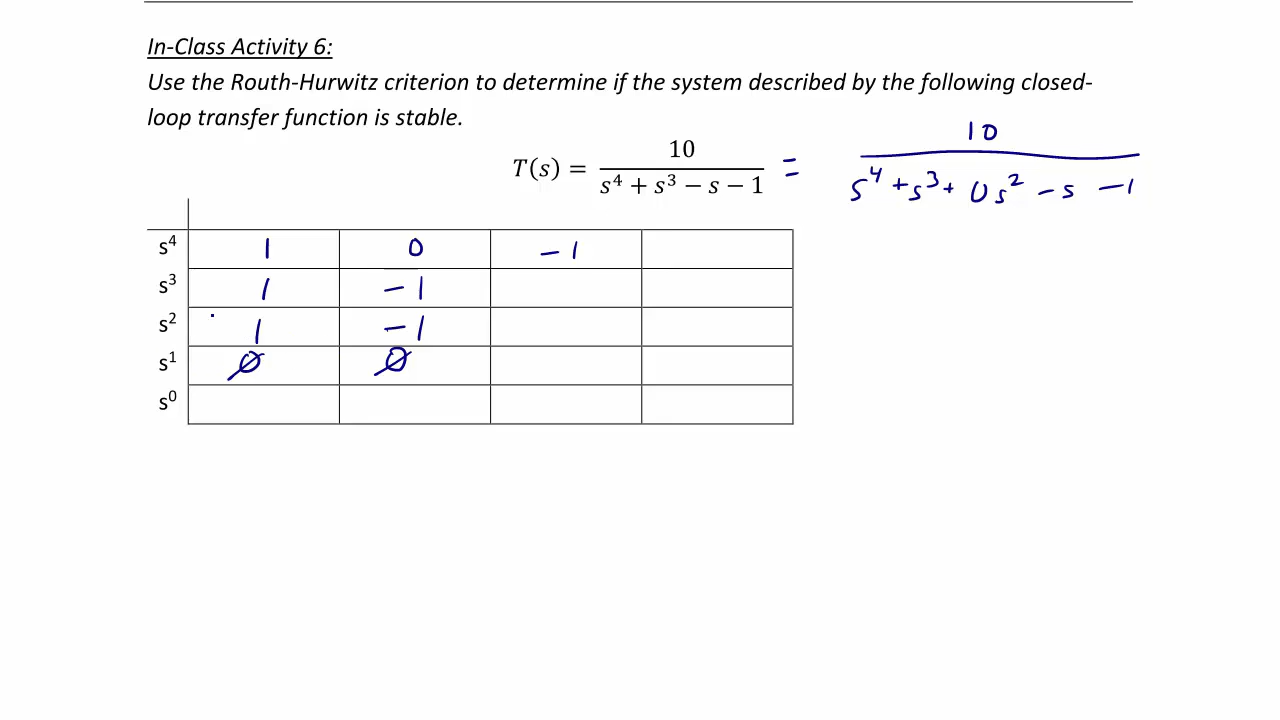 In-Class Activity 6:
Use the Routh-Hurwitz criterion to determine if the system described by the following closed-
loop transfer function is stable.
T(s) = 10 / (s⁴ + s³ − s − 1) = 10 / (s⁴ + s³ + 0s² − s − 1)
s⁴ 1 0 −1
s³ 1 −1
s² 1 −1
s¹ 0̸ 0̸
s⁰